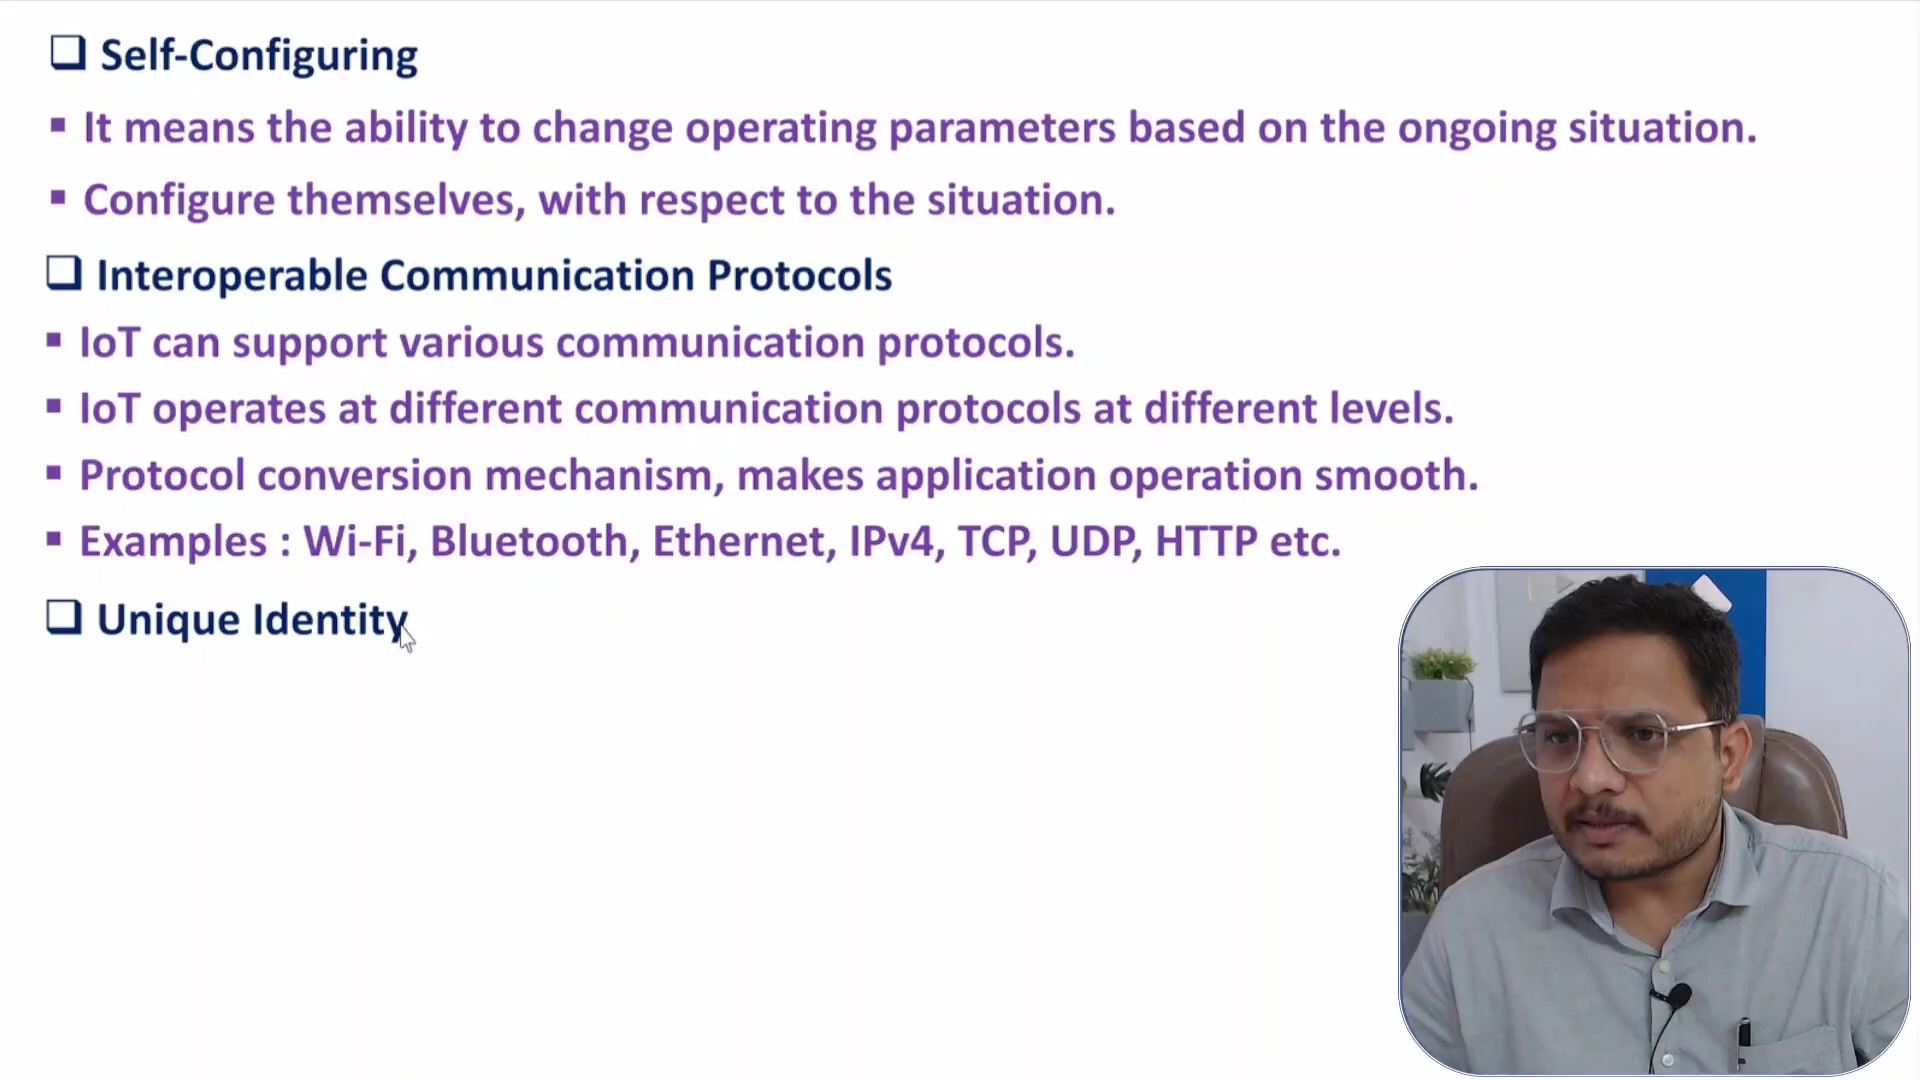 Self-Configuring
It means the ability to change operating parameters based on the ongoing situation.
Configure themselves, with respect to the situation.
Interoperable Communication Protocols
IoT can support various communication protocols.
IoT operates at different communication protocols at different levels.
Protocol conversion mechanism, makes application operation smooth.
Examples : Wi-Fi, Bluetooth, Ethernet, IPv4, TCP, UDP, HTTP etc.
Unique Identity